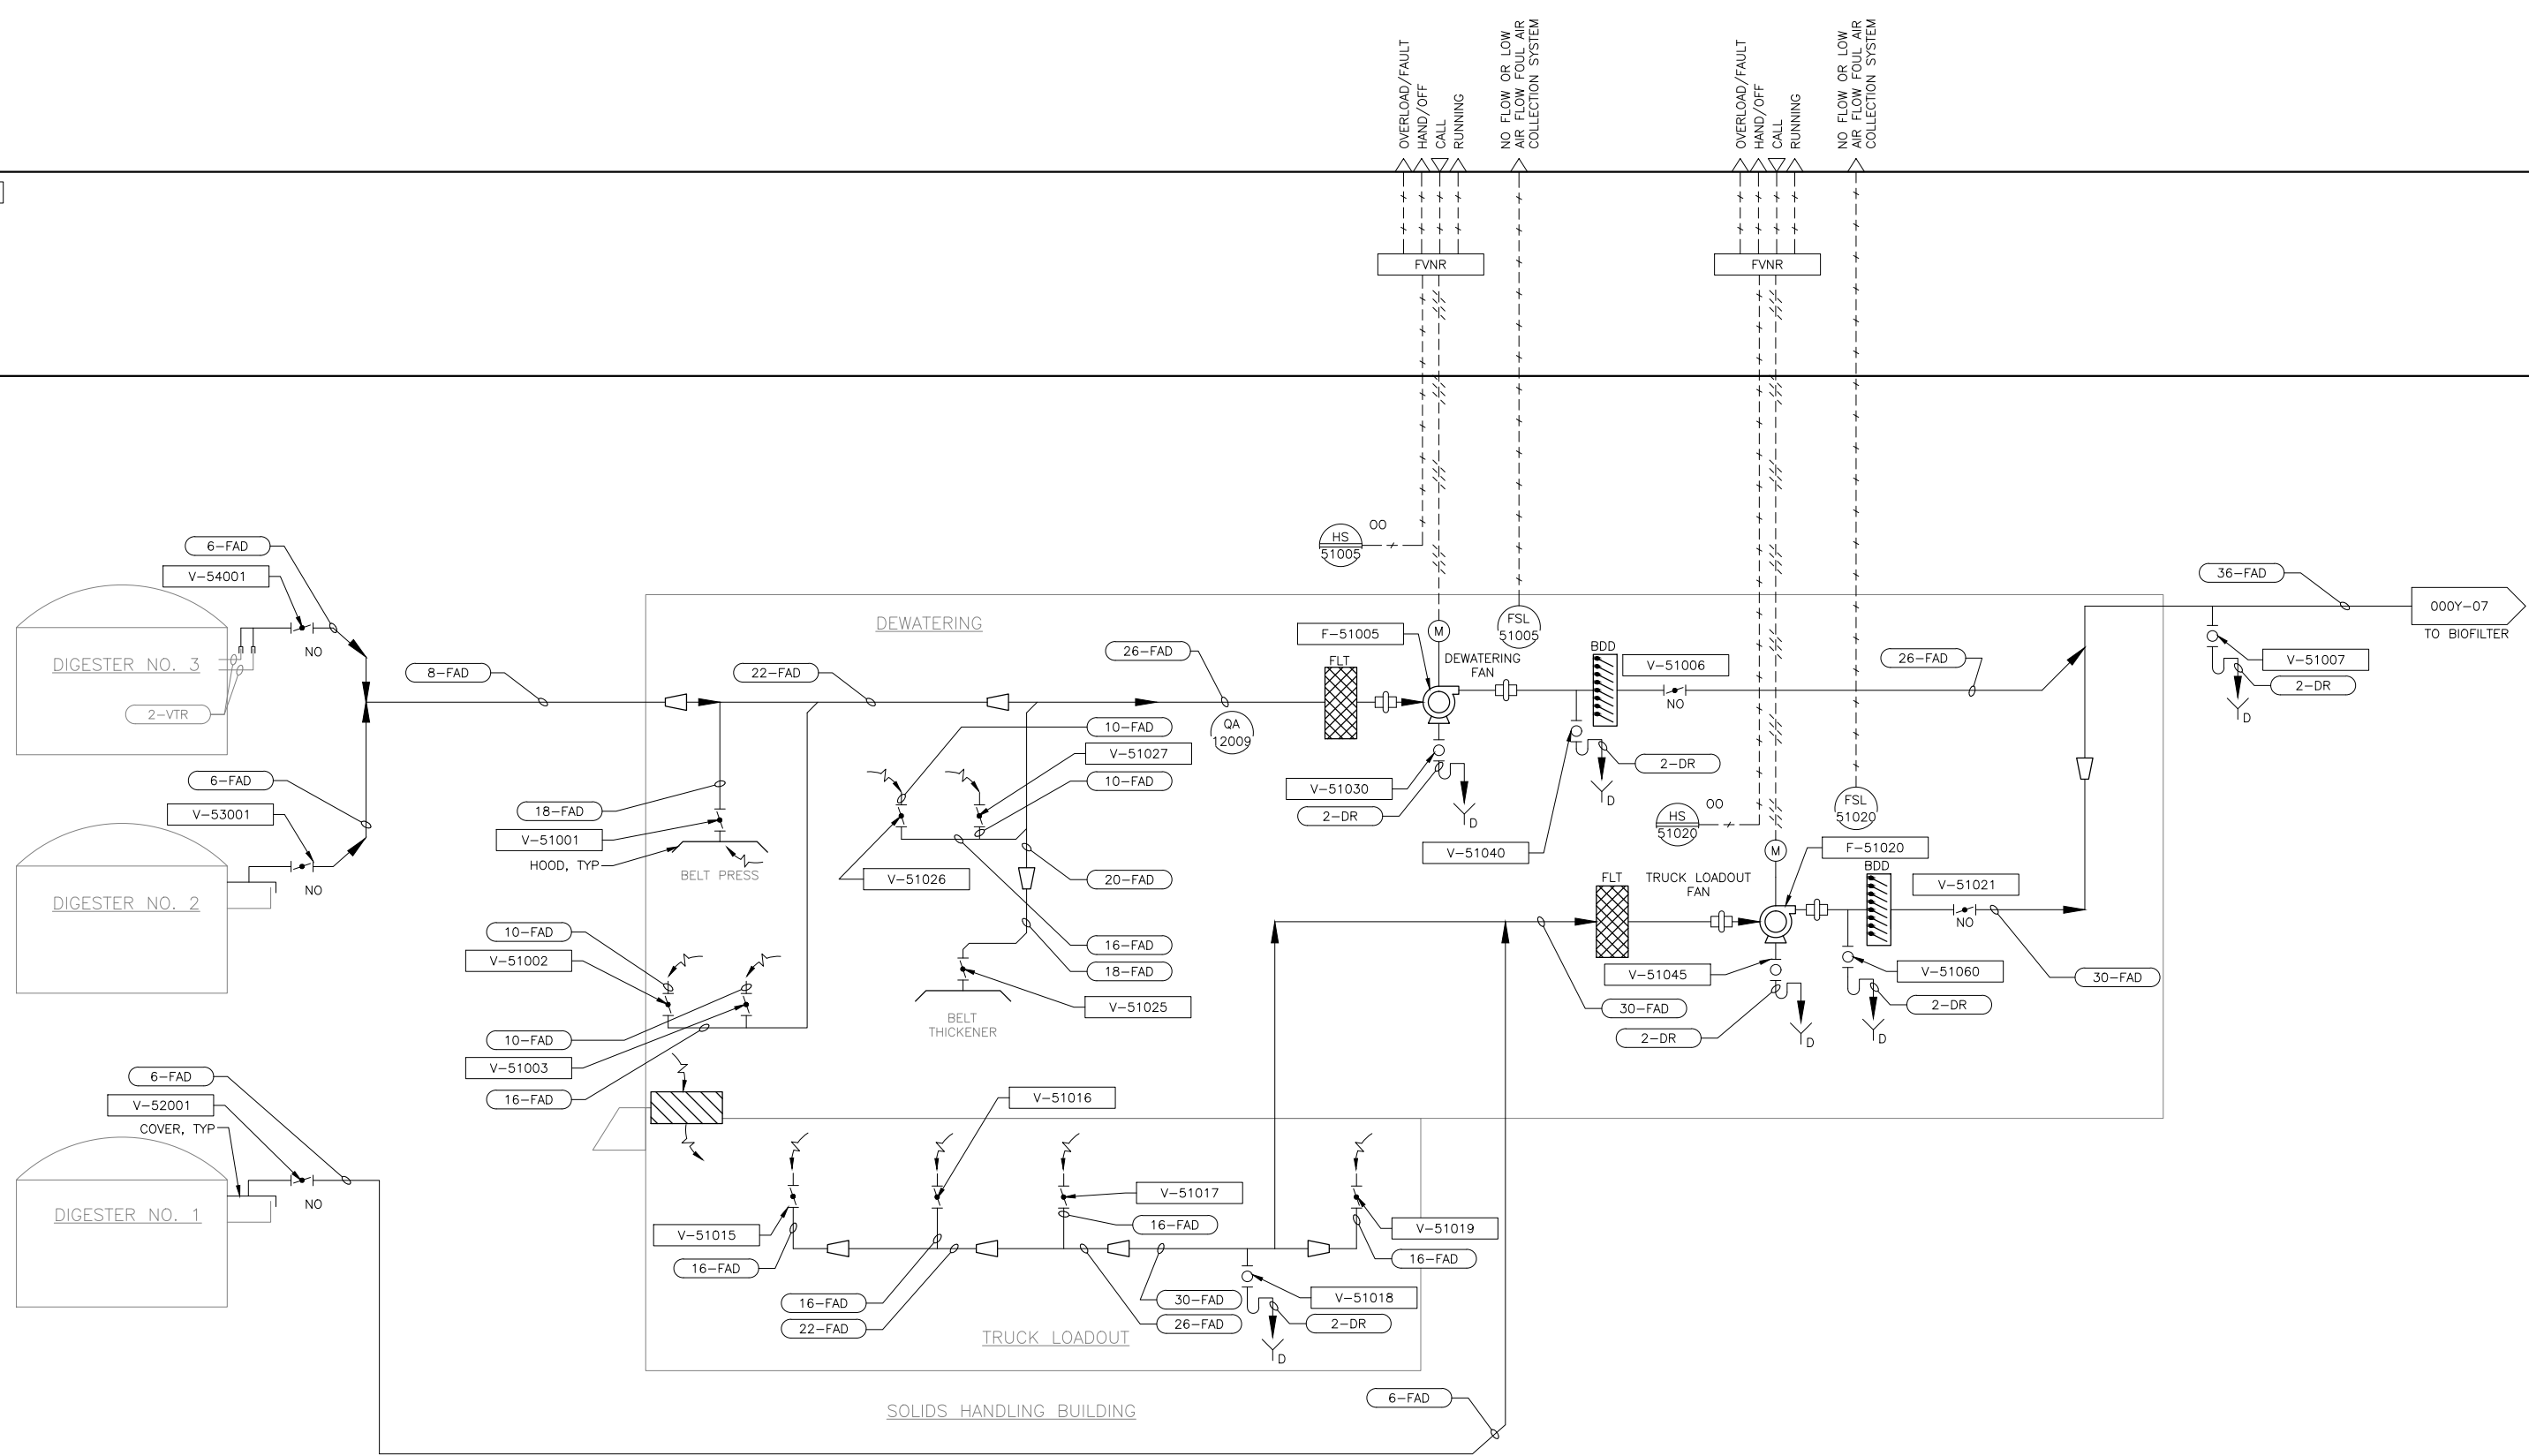 OVERLOAD/FAULT
HAND/OFF
CALL
RUNNING
NO FLOW OR LOW
AIR FLOW FOUL AIR
COLLECTION SYSTEM
OVERLOAD/FAULT
HAND/OFF
CALL
RUNNING
NO FLOW OR LOW
AIR FLOW FOUL AIR
COLLECTION SYSTEM
FVNR
FVNR
HS
51005
OO
6-FAD
V-54001
NO
DIGESTER NO. 3
2-VTR
8-FAD
6-FAD
V-53001
NO
DIGESTER NO. 2
DEWATERING
22-FAD
26-FAD
QA
12009
F-51005
FLT
M
DEWATERING
FAN
FSL
51005
BDD
V-51006
NO
26-FAD
36-FAD
000Y-07
TO BIOFILTER
V-51007
2-DR
D
10-FAD
V-51027
10-FAD
18-FAD
V-51001
HOOD, TYP
BELT PRESS
V-51026
20-FAD
16-FAD
18-FAD
V-51025
BELT
THICKENER
V-51030
2-DR
D
2-DR
D
V-51040
HS
51020
OO
FSL
51020
M
F-51020
FLT
TRUCK LOADOUT
FAN
BDD
V-51021
NO
30-FAD
V-51045
30-FAD
2-DR
D
V-51060
2-DR
D
10-FAD
V-51002
10-FAD
V-51003
16-FAD
6-FAD
V-52001
COVER, TYP
NO
DIGESTER NO. 1
V-51016
V-51017
16-FAD
V-51015
16-FAD
V-51019
16-FAD
16-FAD
22-FAD
30-FAD
26-FAD
V-51018
2-DR
D
TRUCK LOADOUT
6-FAD
SOLIDS HANDLING BUILDING